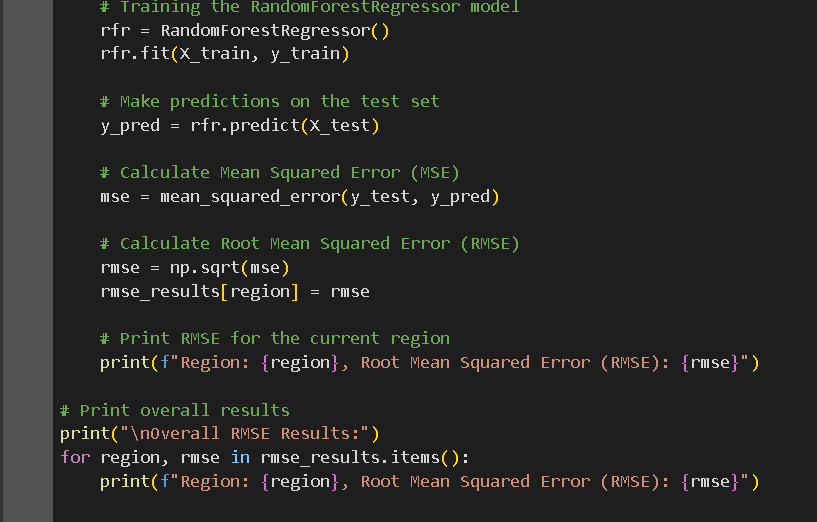 # Training the RandomForestRegressor model
rfr = RandomForestRegressor()
rfr.fit(X_train, y_train)
# Make predictions on the test set
y_pred = rfr.predict(X_test)
# Calculate Mean Squared Error (MSE)
mse = mean_squared_error(y_test, y_pred)
# Calculate Root Mean Squared Error (RMSE)
rmse = np.sqrt(mse)
rmse_results[region] = rmse
# Print RMSE for the current region
print(f"Region: {region}, Root Mean Squared Error (RMSE): {rmse}")
# Print overall results
print("\nOverall RMSE Results:")
for region, rmse in rmse_results.items():
print(f"Region: {region}, Root Mean Squared Error (RMSE): {rmse}")